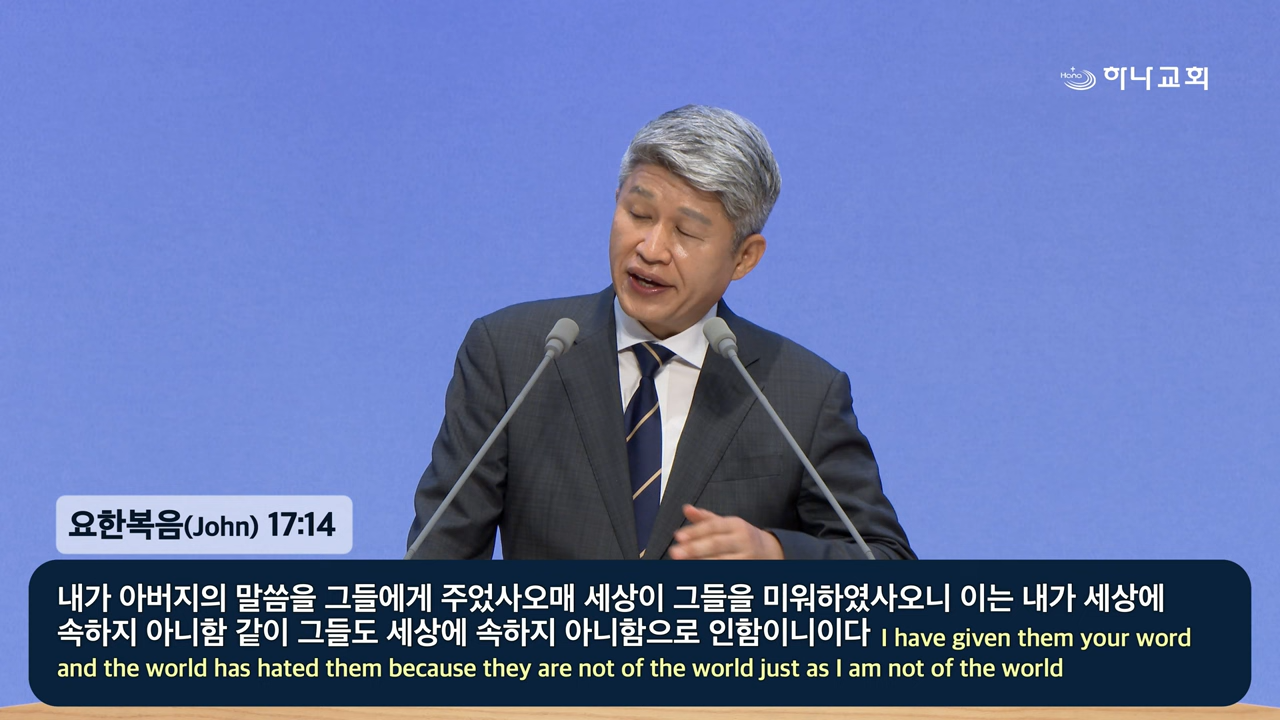 Hana 하나교회
요한복음(John) 17:14
내가 아버지의 말씀을 그들에게 주었사오매 세상이 그들을 미워하였사오니 이는 내가 세상에
속하지 아니함 같이 그들도 세상에 속하지 아니함으로 인함이니이다 I have given them your word
and the world has hated them because they are not of the world just as I am not of the world